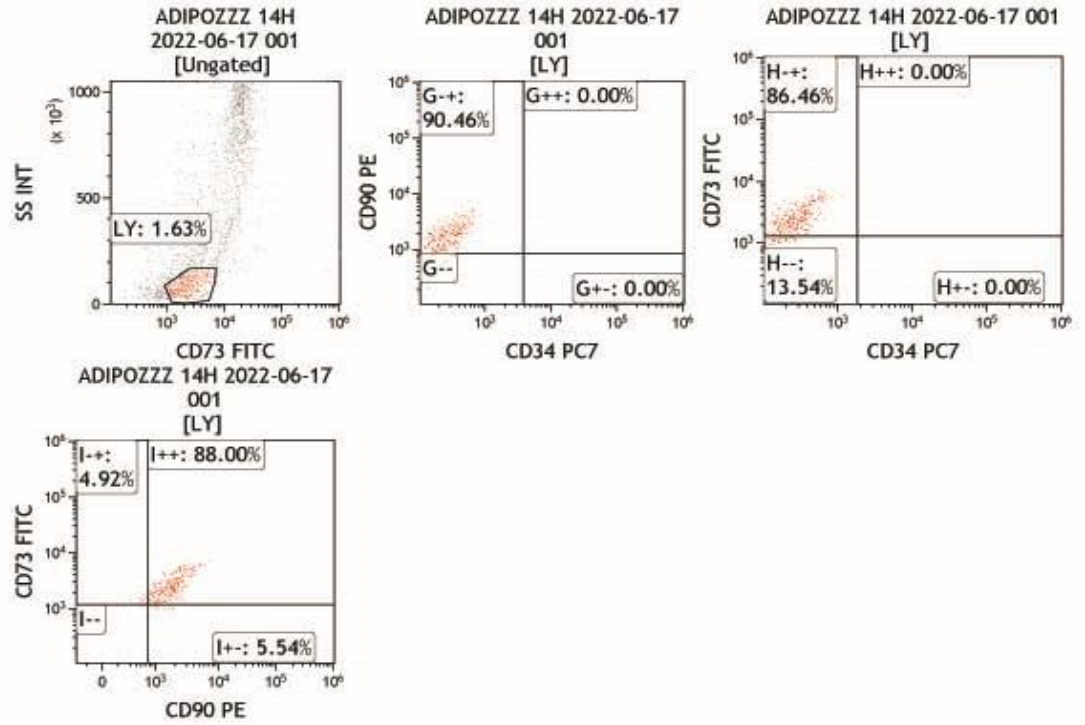 ADIPOZZZ 14H
2022-06-17 001
[Ungated]
1000
500
0
(x 10³)
SS INT
LY: 1.63%
10³ 10⁴ 10⁵ 10⁶
CD73 FITC
ADIPOZZZ 14H 2022-06-17
001
[LY]
10⁶
10⁵
10⁴
10³
CD90 PE
G-+:
90.46%
G++: 0.00%
G--
G+-: 0.00%
10³ 10⁴ 10⁵ 10⁶
CD34 PC7
ADIPOZZZ 14H 2022-06-17 001
[LY]
10⁶
10⁵
10⁴
10³
CD73 FITC
H-+:
86.46%
H++: 0.00%
H--:
13.54%
H+-: 0.00%
10³ 10⁴ 10⁵ 10⁶
CD34 PC7
ADIPOZZZ 14H 2022-06-17
001
[LY]
10⁶
10⁵
10⁴
10³
CD73 FITC
I-+:
4.92%
I++: 88.00%
I--
I+-: 5.54%
0 10³ 10⁴ 10⁵ 10⁶
CD90 PE